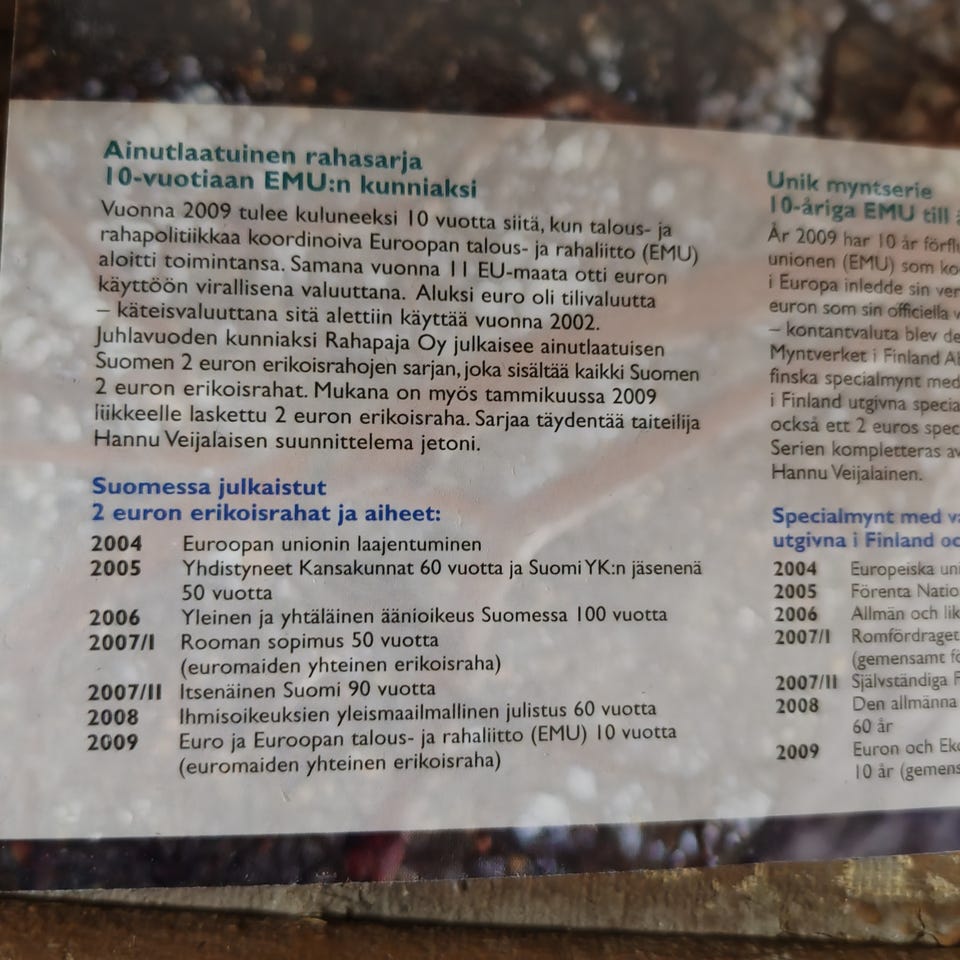 Ainutlaatuinen rahasarja
10-vuotiaan EMU:n kunniaksi
Vuonna 2009 tulee kuluneeksi 10 vuotta siitä, kun talous- ja
rahapolitiikkaa koordinoiva Euroopan talous- ja rahaliitto (EMU)
aloitti toimintansa. Samana vuonna 11 EU-maata otti euron
käyttöön virallisena valuuttana. Aluksi euro oli tilivaluutta
– käteisvaluuttana sitä alettiin käyttää vuonna 2002.
Juhlavuoden kunniaksi Rahapaja Oy julkaisee ainutlaatuisen
Suomen 2 euron erikoisrahojen sarjan, joka sisältää kaikki Suomen
2 euron erikoisrahat. Mukana on myös tammikuussa 2009
liikkeelle laskettu 2 euron erikoisraha. Sarjaa täydentää taiteilija
Hannu Veijalaisen suunnittelema jetoni.
Suomessa julkaistut
2 euron erikoisrahat ja aiheet:
2004 Euroopan unionin laajentuminen
2005 Yhdistyneet Kansakunnat 60 vuotta ja Suomi YK:n jäsenenä
50 vuotta
2006 Yleinen ja yhtäläinen äänioikeus Suomessa 100 vuotta
2007/I Rooman sopimus 50 vuotta
(euromaiden yhteinen erikoisraha)
2007/II Itsenäinen Suomi 90 vuotta
2008 Ihmisoikeuksien yleismaailmallinen julistus 60 vuotta
2009 Euro ja Euroopan talous- ja rahaliitto (EMU) 10 vuotta
(euromaiden yhteinen erikoisraha)
Unik myntserie
10-åriga EMU till
År 2009 har 10 år
unionen (EMU) som
i Europa inledde sin
euron som sin officiella
– kontantvaluta blev
Myntverket i Finland
finska specialmynt med
i Finland utgivna
också ett 2 euros
Serien kompletteras
Hannu Veijalainen.
Specialmynt med
utgivna i Finland
2004 Europeiska
2005 Förenta
2006 Allmän och
2007/I Romfördraget
(gemensamt
2007/II Självständiga
2008 Den allmänna
60 år
2009 Euron och
10 år